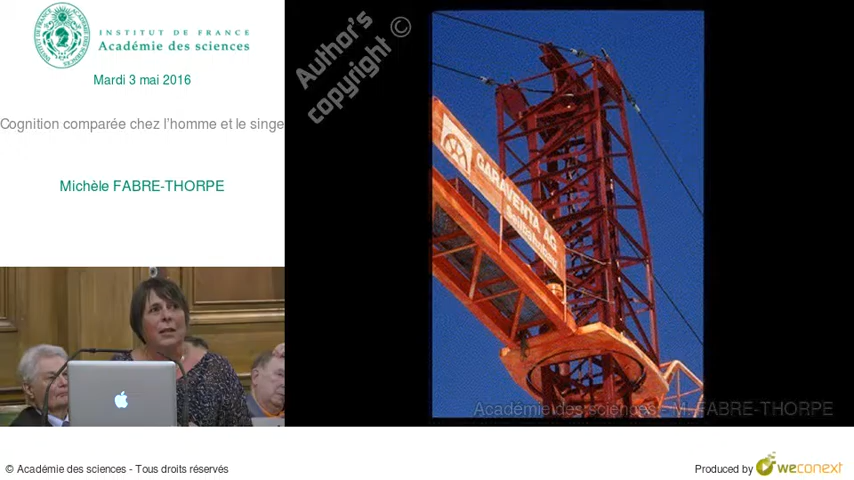 INSTITUT DE FRANCE
Académie des sciences
Mardi 3 mai 2016
Cognition comparée chez l'homme et le singe
Michèle FABRE-THORPE
Author's
copyright ©
GARAVENTA AG
Seilbahnbau
Académie des sciences - M. FABRE-THORPE
© Académie des sciences - Tous droits réservés
Produced by weconext